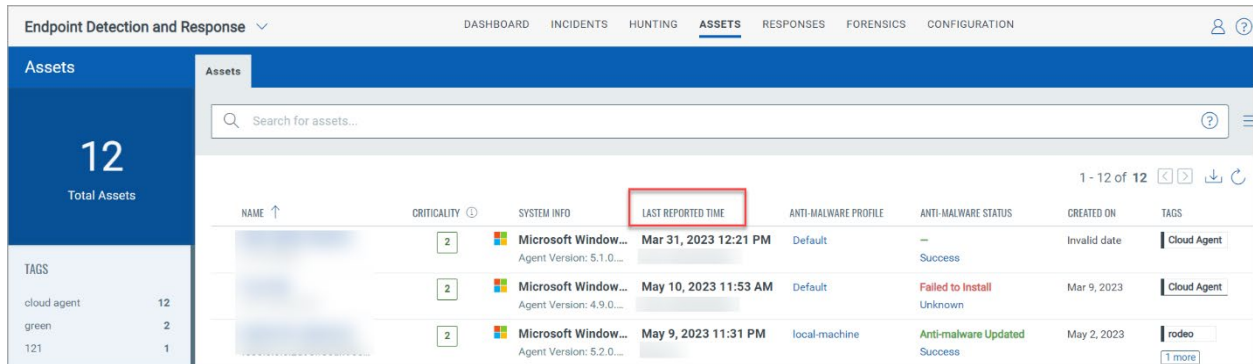 Endpoint Detection and Response DASHBOARD INCIDENTS HUNTING ASSETS RESPONSES FORENSICS CONFIGURATION
Assets
Assets
Search for assets...
12
Total Assets
1 - 12 of 12
NAME CRITICALITY SYSTEM INFO LAST REPORTED TIME ANTI-MALWARE PROFILE ANTI-MALWARE STATUS CREATED ON TAGS
2 Microsoft Window... Mar 31, 2023 12:21 PM Default – Invalid date Cloud Agent
Agent Version: 5.1.0.... Success
2 Microsoft Window... May 10, 2023 11:53 AM Default Failed to Install Mar 9, 2023 Cloud Agent
Agent Version: 4.9.0.... Unknown
2 Microsoft Window... May 9, 2023 11:31 PM local-machine Anti-malware Updated May 2, 2023 rodeo
Agent Version: 5.2.0.... Success 1 more
TAGS
cloud agent 12
green 2
121 1